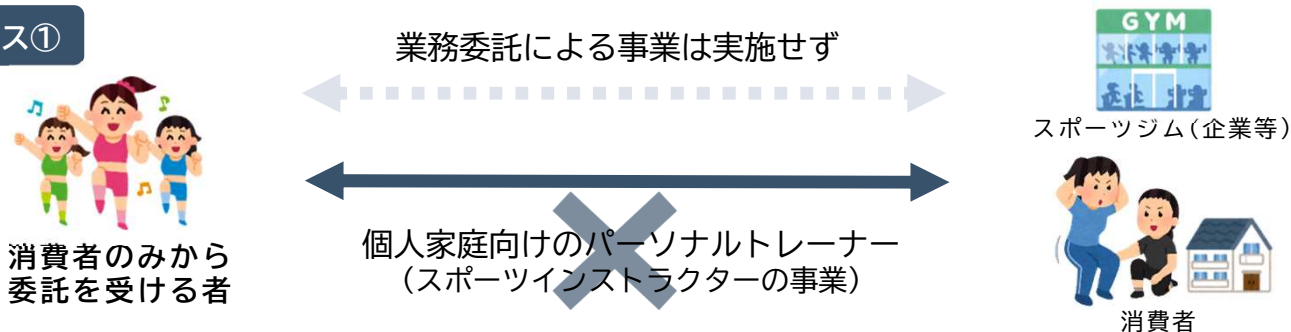 ス①
業務委託による事業は実施せず
GYM
スポーツジム(企業等)
消費者のみから
委託を受ける者
個人家庭向けのパーソナルトレーナー
（スポーツインストラクターの事業）
消費者